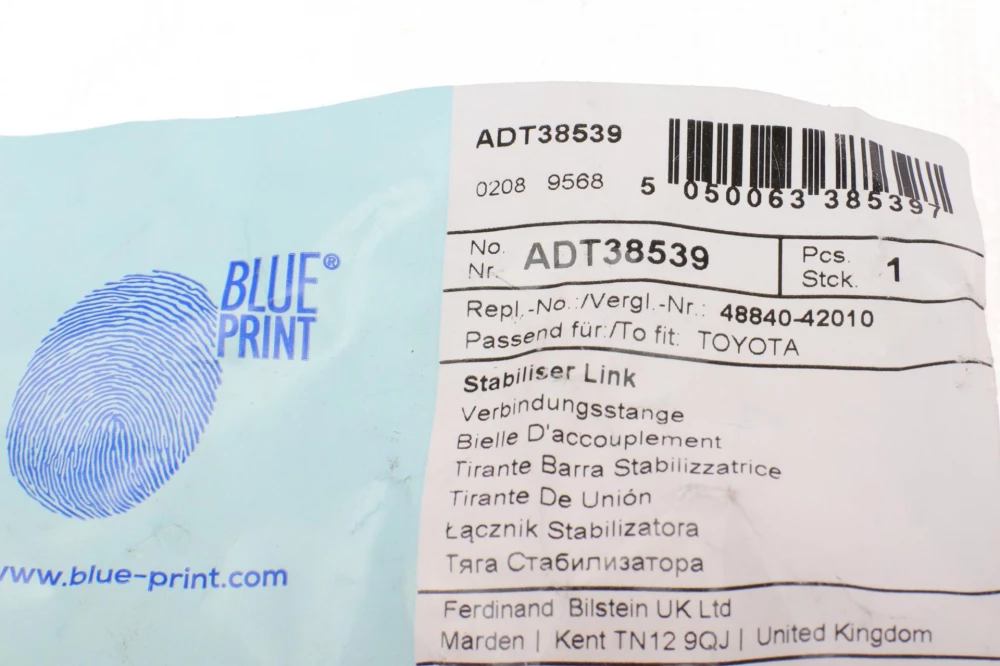 BLUE®
PRINT
www.blue-print.com
ADT38539
0208 9568
5 050063 385397
No.
Nr. ADT38539
Pcs.
Stck. 1
Repl.-No.:/Vergl.-Nr.: 48840-42010
Passend für:/To fit: TOYOTA
Stabiliser Link
Verbindungsstange
Bielle D'accouplement
Tirante Barra Stabilizzatrice
Tirante De Unión
Łącznik Stabilizatora
Тяга Стабилизатора
Ferdinand Bilstein UK Ltd
Marden | Kent TN12 9QJ | United Kingdom